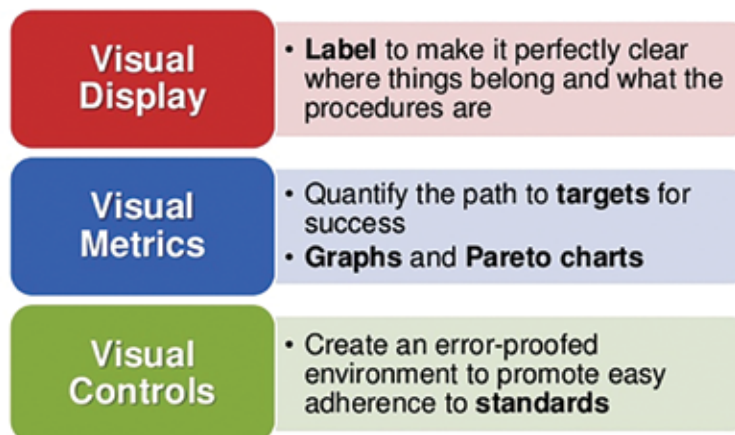 Visual
Display
• Label to make it perfectly clear
where things belong and what the
procedures are
Visual
Metrics
• Quantify the path to targets for
success
• Graphs and Pareto charts
Visual
Controls
• Create an error-proofed
environment to promote easy
adherence to standards